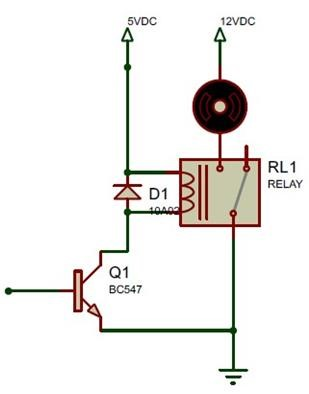 5VDC
12VDC
RL1
RELAY
D1
10A02
Q1
BC547